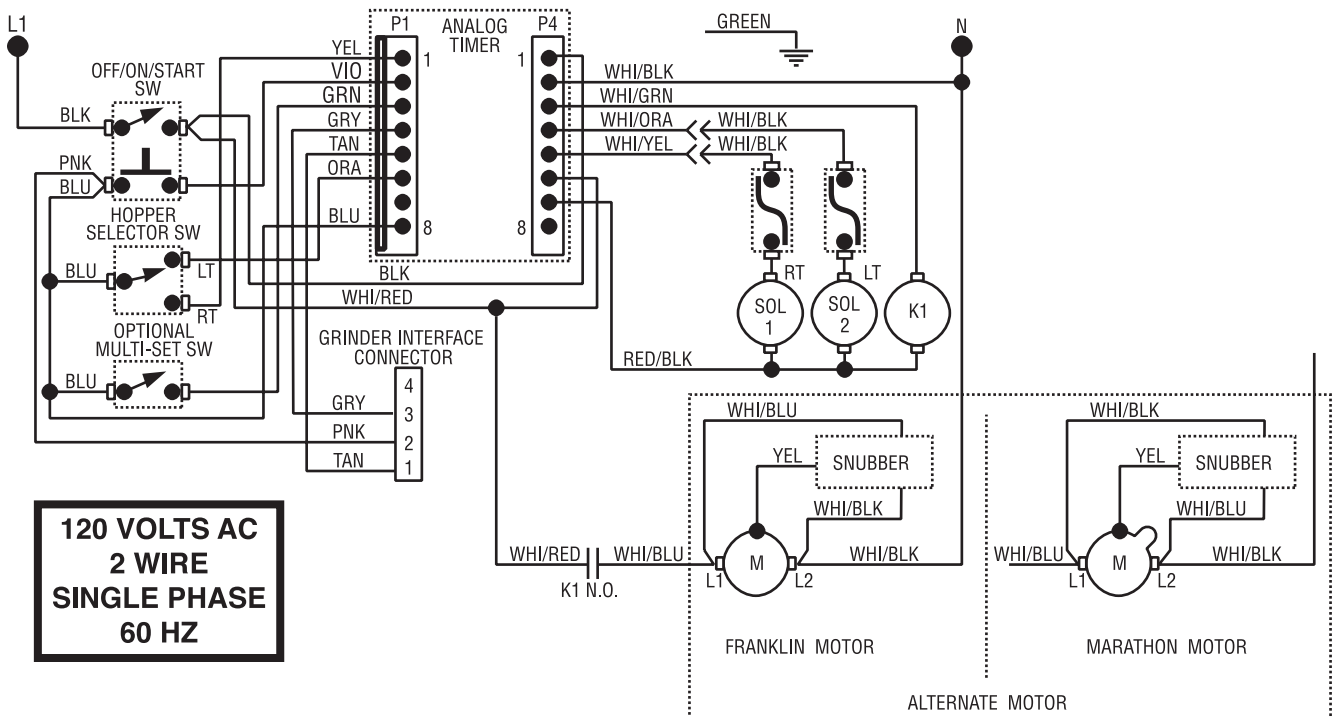 L1
P1
ANALOG
TIMER
P4
GREEN
N
OFF/ON/START
SW
YEL
1
1
VIO
WHI/BLK
GRN
WHI/GRN
BLK
GRY
WHI/ORA
WHI/BLK
TAN
WHI/YEL
WHI/BLK
PNK
ORA
BLU
HOPPER
SELECTOR SW
BLU
8
8
BLU
LT
BLK
RT
LT
WHI/RED
RT
SOL
1
SOL
2
K1
OPTIONAL
MULTI-SET SW
GRINDER INTERFACE
CONNECTOR
RED/BLK
BLU
4
GRY
3
PNK
2
TAN
1
WHI/BLU
WHI/BLK
YEL
SNUBBER
YEL
SNUBBER
WHI/BLK
WHI/BLU
120 VOLTS AC
2 WIRE
SINGLE PHASE
60 HZ
WHI/RED
WHI/BLU
M
WHI/BLK
WHI/BLU
M
WHI/BLK
K1 N.O.
L1
L2
L1
L2
FRANKLIN MOTOR
MARATHON MOTOR
ALTERNATE MOTOR